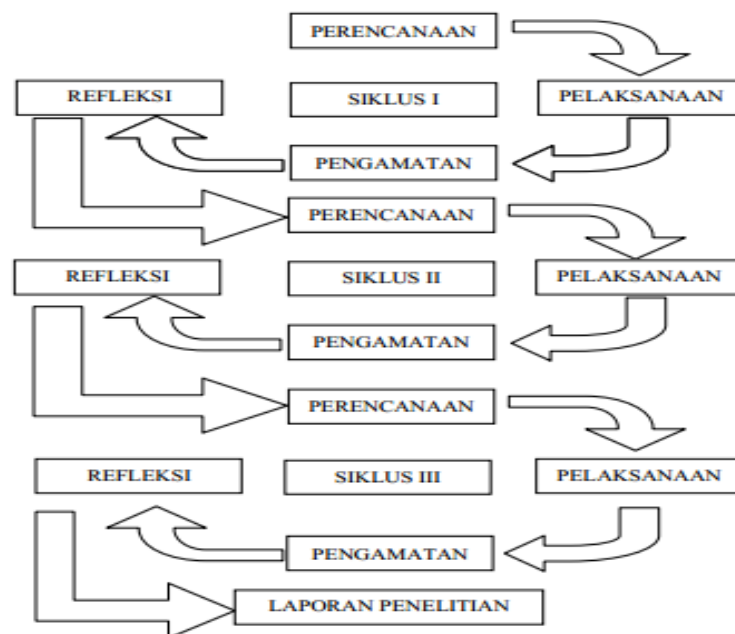 PERENCANAAN
REFLEKSI
SIKLUS I
PELAKSANAAN
PENGAMATAN
PERENCANAAN
REFLEKSI
SIKLUS II
PELAKSANAAN
PENGAMATAN
PERENCANAAN
REFLEKSI
SIKLUS III
PELAKSANAAN
PENGAMATAN
LAPORAN PENELITIAN